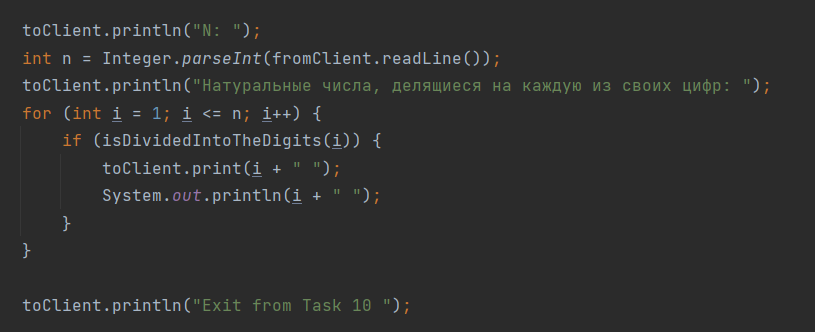 toClient.println("N: ");
int n = Integer.parseInt(fromClient.readLine());
toClient.println("Натуральные числа, делящиеся на каждую из своих цифр: ");
for (int i = 1; i <= n; i++) {
    if (isDividedIntoTheDigits(i)) {
        toClient.print(i + " ");
        System.out.println(i + " ");
    }
}

toClient.println("Exit from Task 10 ");